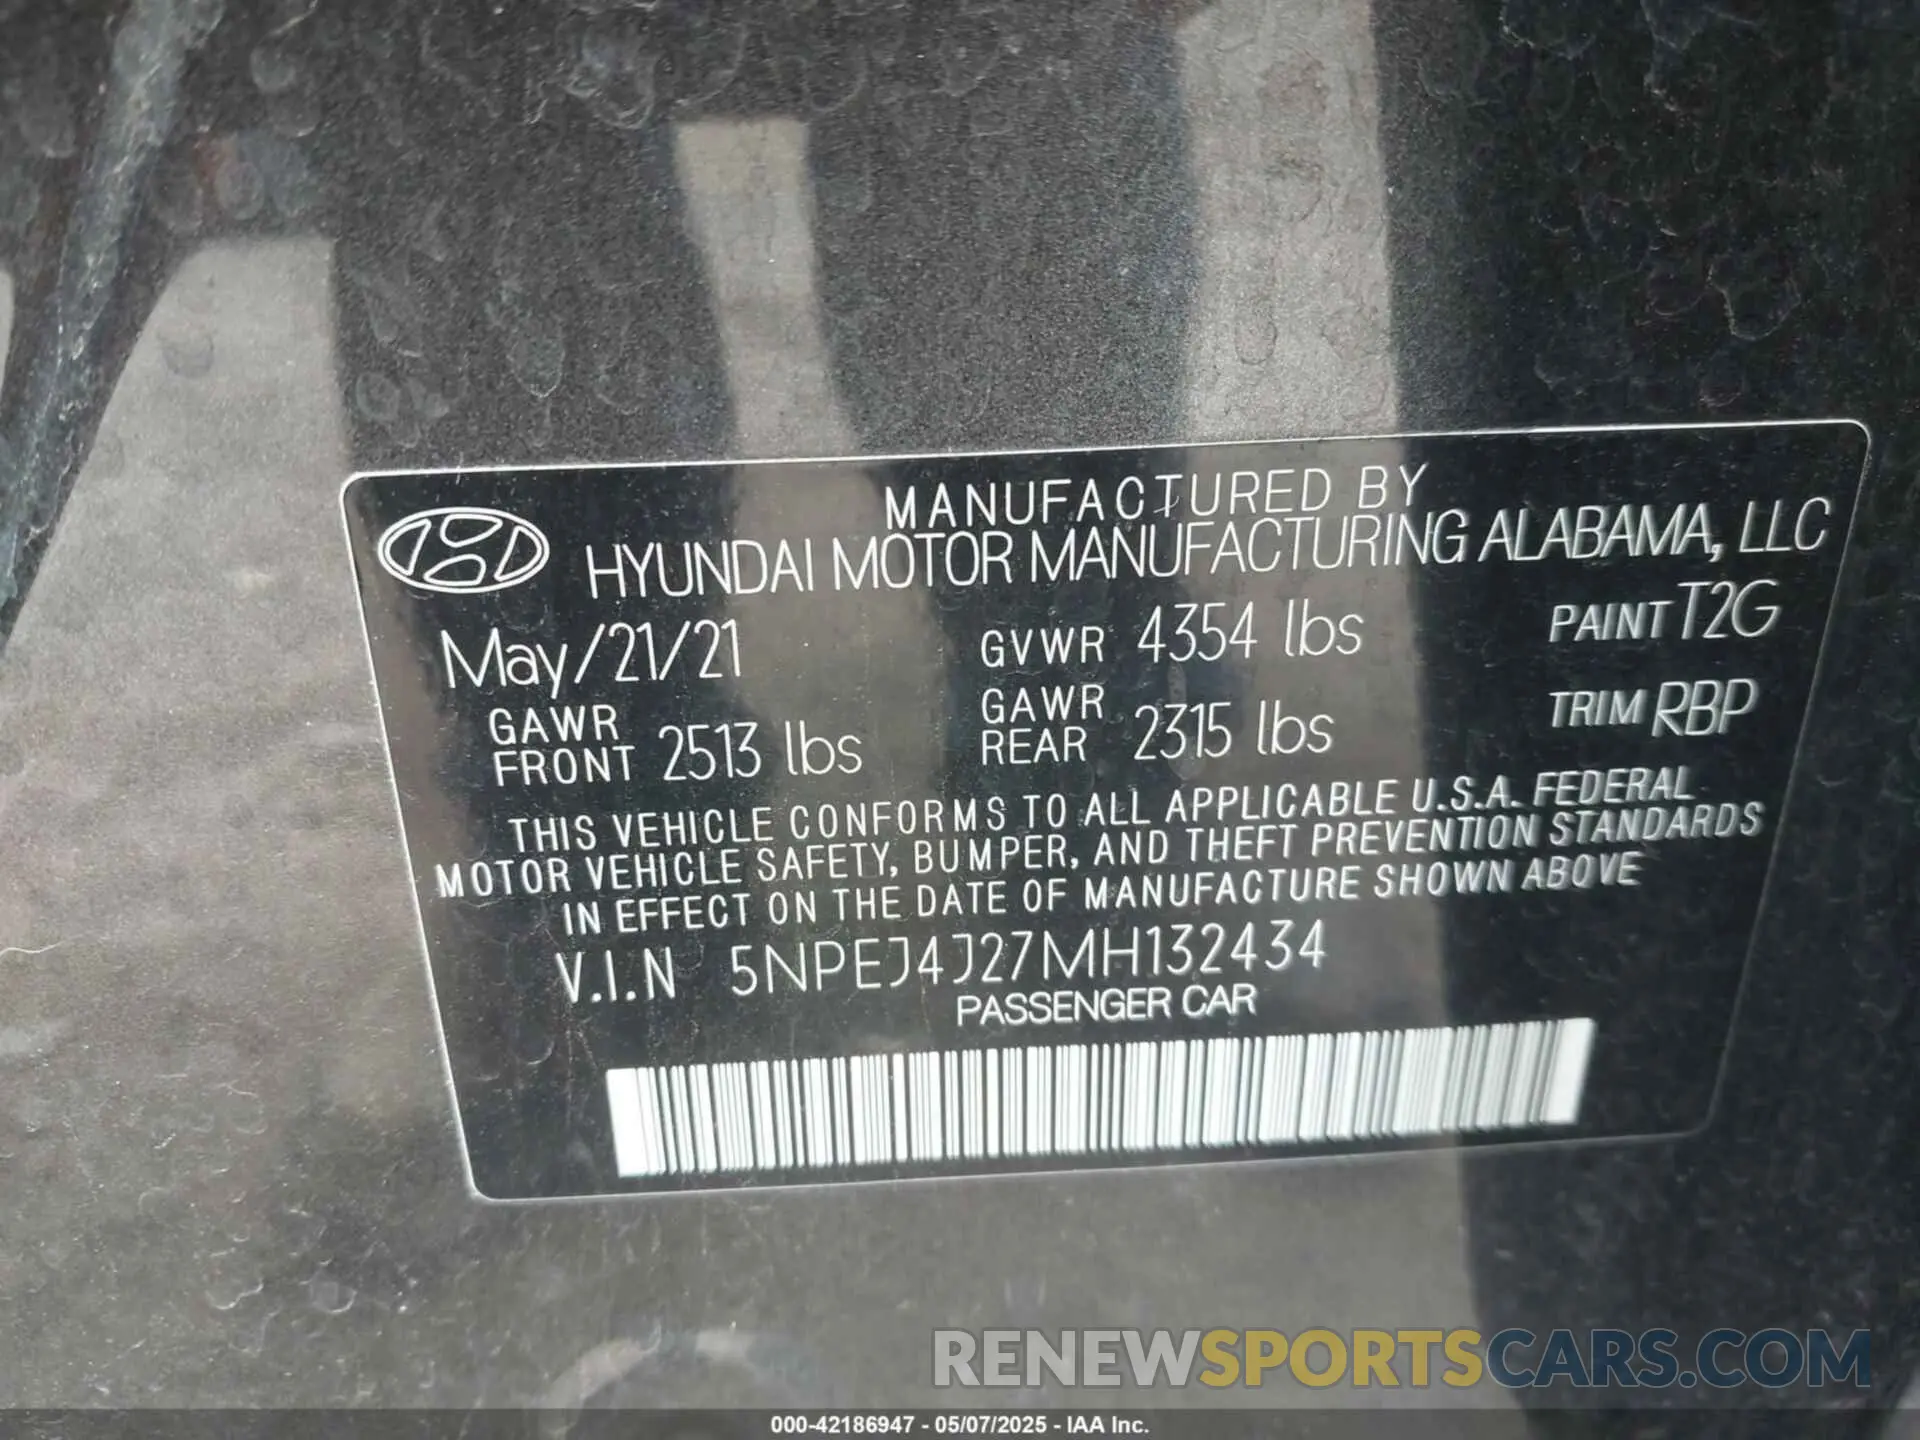 MANUFACTURED BY
HYUNDAI MOTOR MANUFACTURING ALABAMA, LLC
May/21/21 GVWR 4354 lbs PAINT T2G
GAWR FRONT 2513 lbs GAWR REAR 2315 lbs TRIM RBP
THIS VEHICLE CONFORMS TO ALL APPLICABLE U.S.A. FEDERAL
MOTOR VEHICLE SAFETY, BUMPER, AND THEFT PREVENTION STANDARDS
IN EFFECT ON THE DATE OF MANUFACTURE SHOWN ABOVE
V.I.N 5NPEJ4J27MH132434
PASSENGER CAR
RENEWSPORTSCARS.COM
000-42186947 - 05/07/2025 - IAA Inc.